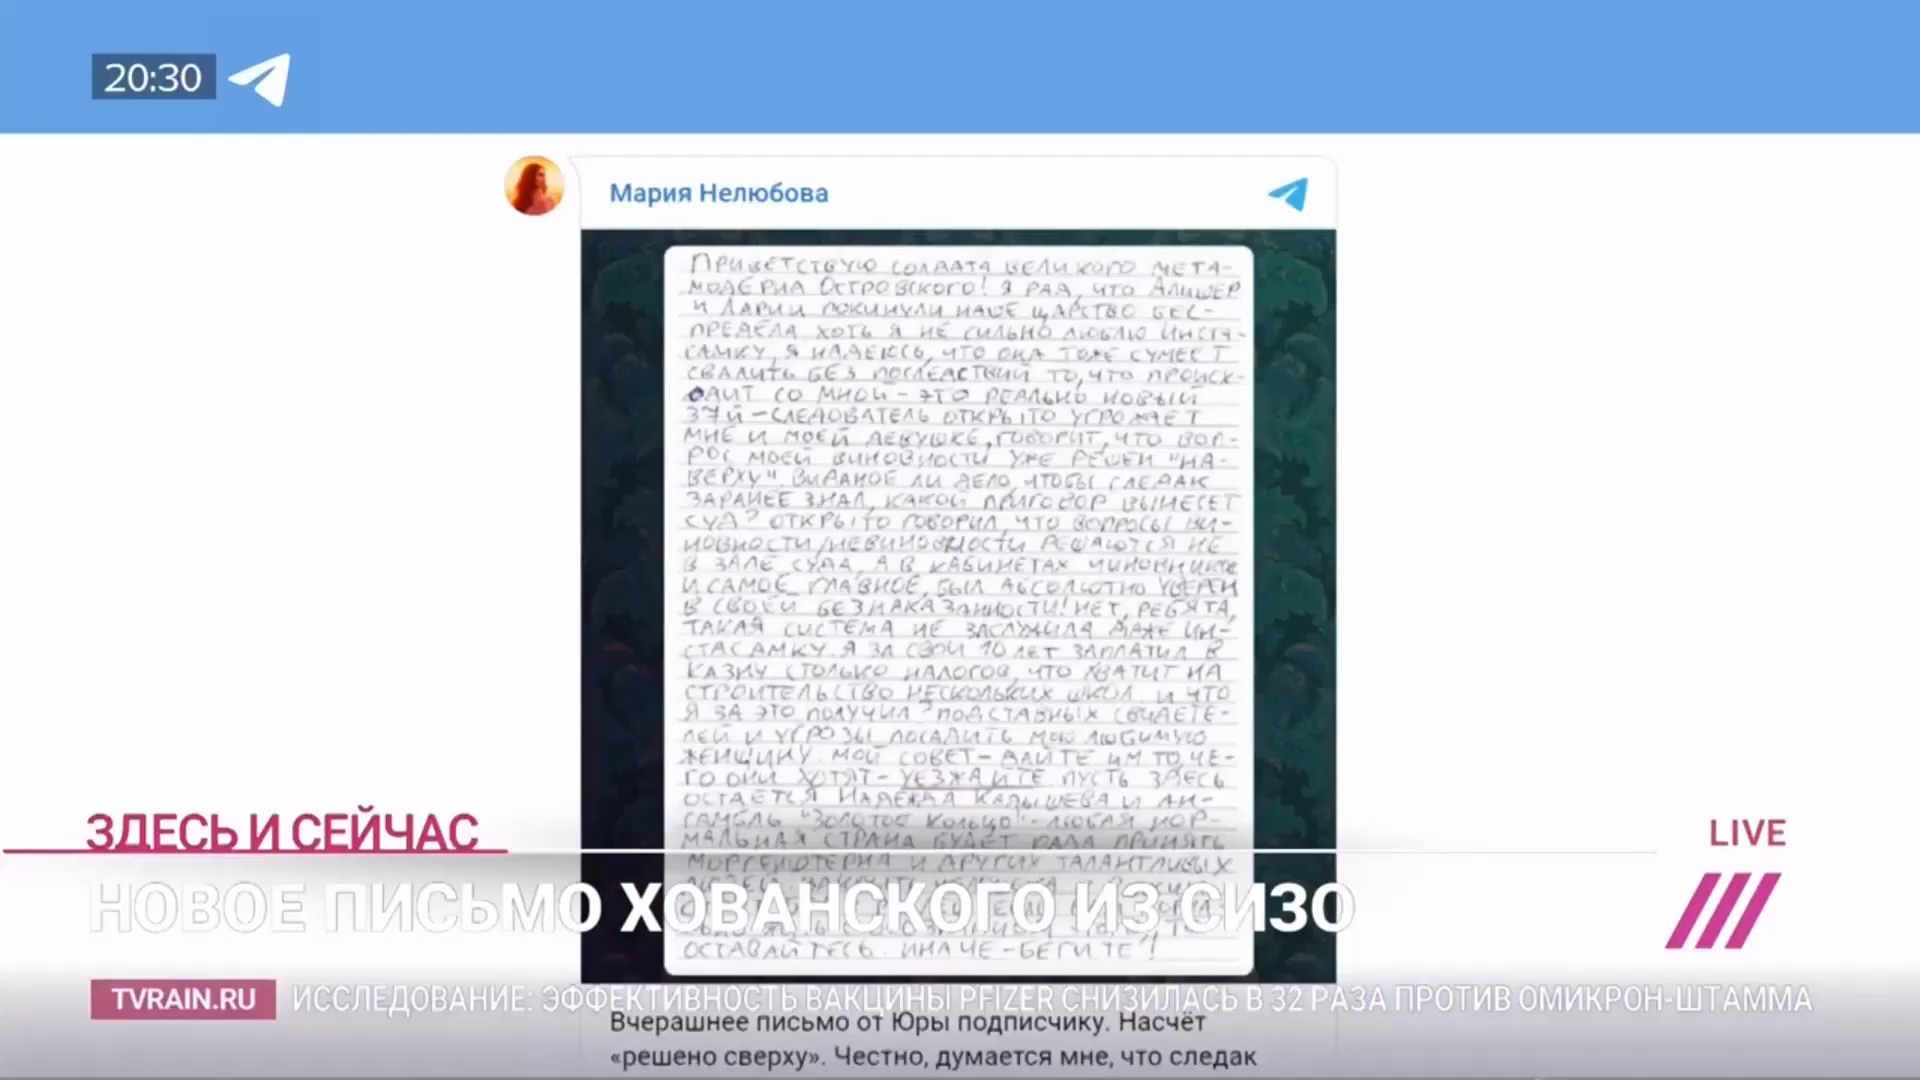 20:30
Мария Нелюбова
ПРИВЕТСТВУЮ СОЛДАТА ВЕЛИКОГО МЕТА-
МОДЕРНА ОСТРОВСКОГО! Я РАД, ЧТО АЛИШЕР
И ЛАРИН ПОКИНУЛИ НАШЕ ЦАРСТВО БЕС-
ПРЕДЕЛА. ХОТЬ Я НЕ СИЛЬНО ЛЮБЛЮ ИНСТА-
САМКУ, Я НАДЕЮСЬ, ЧТО ОНА ТОЖЕ СУМЕЕТ
СВАЛИТЬ БЕЗ ПОСЛЕДСТВИЙ ТО, ЧТО ПРОИСХ-
ОДИТ СО МНОЙ - ЭТО РЕАЛЬНО НОВЫЙ
37Й - СЛЕДОВАТЕЛЬ ОТКРЫТО УГРОЖАЕТ
МНЕ И МОЕЙ ДЕВУШКЕ, ГОВОРИТ, ЧТО ВОП-
РОС МОЕЙ ВИНОВНОСТИ УЖЕ РЕШЕН "НА-
ВЕРХУ". ВИДАНОЕ ЛИ ДЕЛО, ЧТОБЫ СЛЕДАК
ЗАРАНЕЕ ЗНАЛ, КАКОЙ ПРИГОВОР ВЫНЕСЕТ
СУД? ОТКРЫТО ГОВОРИЛ, ЧТО ВОПРОСЫ ВИ-
НОВНОСТИ/НЕВИНОВНОСТИ РЕШАЮТСЯ НЕ
В ЗАЛЕ СУДА, А В КАБИНЕТАХ ЧИНОВНИКОВ
И САМОЕ ГЛАВНОЕ, БЫЛ АБСОЛЮТНО УВЕРЕН
В СВОЕЙ БЕЗНАКАЗАННОСТИ! НЕТ, РЕБЯТА,
ТАКАЯ СИСТЕМА НЕ ЗАСЛУЖИЛА ДАЖЕ ИН-
СТАСАМКУ. Я ЗА СВОИ 10 ЛЕТ ЗАПЛАТИЛ В
КАЗНУ СТОЛЬКО НАЛОГОВ, ЧТО ХВАТИТ НА
СТРОИТЕЛЬСТВО НЕСКОЛЬКИХ ШКОЛ. И ЧТО
Я ЗА ЭТО ПОЛУЧИЛ? ПОДСТАВНЫХ СВИДЕТЕ-
ЛЕЙ И УГРОЗЫ ПОСАДИТЬ МОЮ ЛЮБИМУЮ
ЖЕНЩИНУ. МОЙ СОВЕТ - ДАЙТЕ ИМ ТО, ЧЕ-
ГО ОНИ ХОТЯТ - УЕЗЖАЙТЕ. ПУСТЬ ЗДЕСЬ
ОСТАЕТСЯ НАДЕЖДА КАДЫШЕВА И АН-
САМБЛЬ "ЗОЛОТОЕ КОЛЬЦО" - ЛЮБАЯ НОР-
МАЛЬНАЯ СТРАНА БУДЕТ РАДА ПРИНЯТЬ
МОРГЕНШТЕРНА И ДРУГИХ ТАЛАНТЛИВЫХ
ОСТАВАЙТЕСЬ. ИНАЧЕ - БЕГИТЕ!
ЗДЕСЬ И СЕЙЧАС
LIVE
НОВОЕ ПИСЬМО ХОВАНСКОГО ИЗ СИЗО
TVRAIN.RU ИССЛЕДОВАНИЕ: ЭФФЕКТИВНОСТЬ ВАКЦИНЫ PFIZER СНИЗИЛАСЬ В 32 РАЗА ПРОТИВ ОМИКРОН-ШТАММА
Вчерашнее письмо от Юры подписчику. Насчёт
«решено сверху». Честно, думается мне, что следак